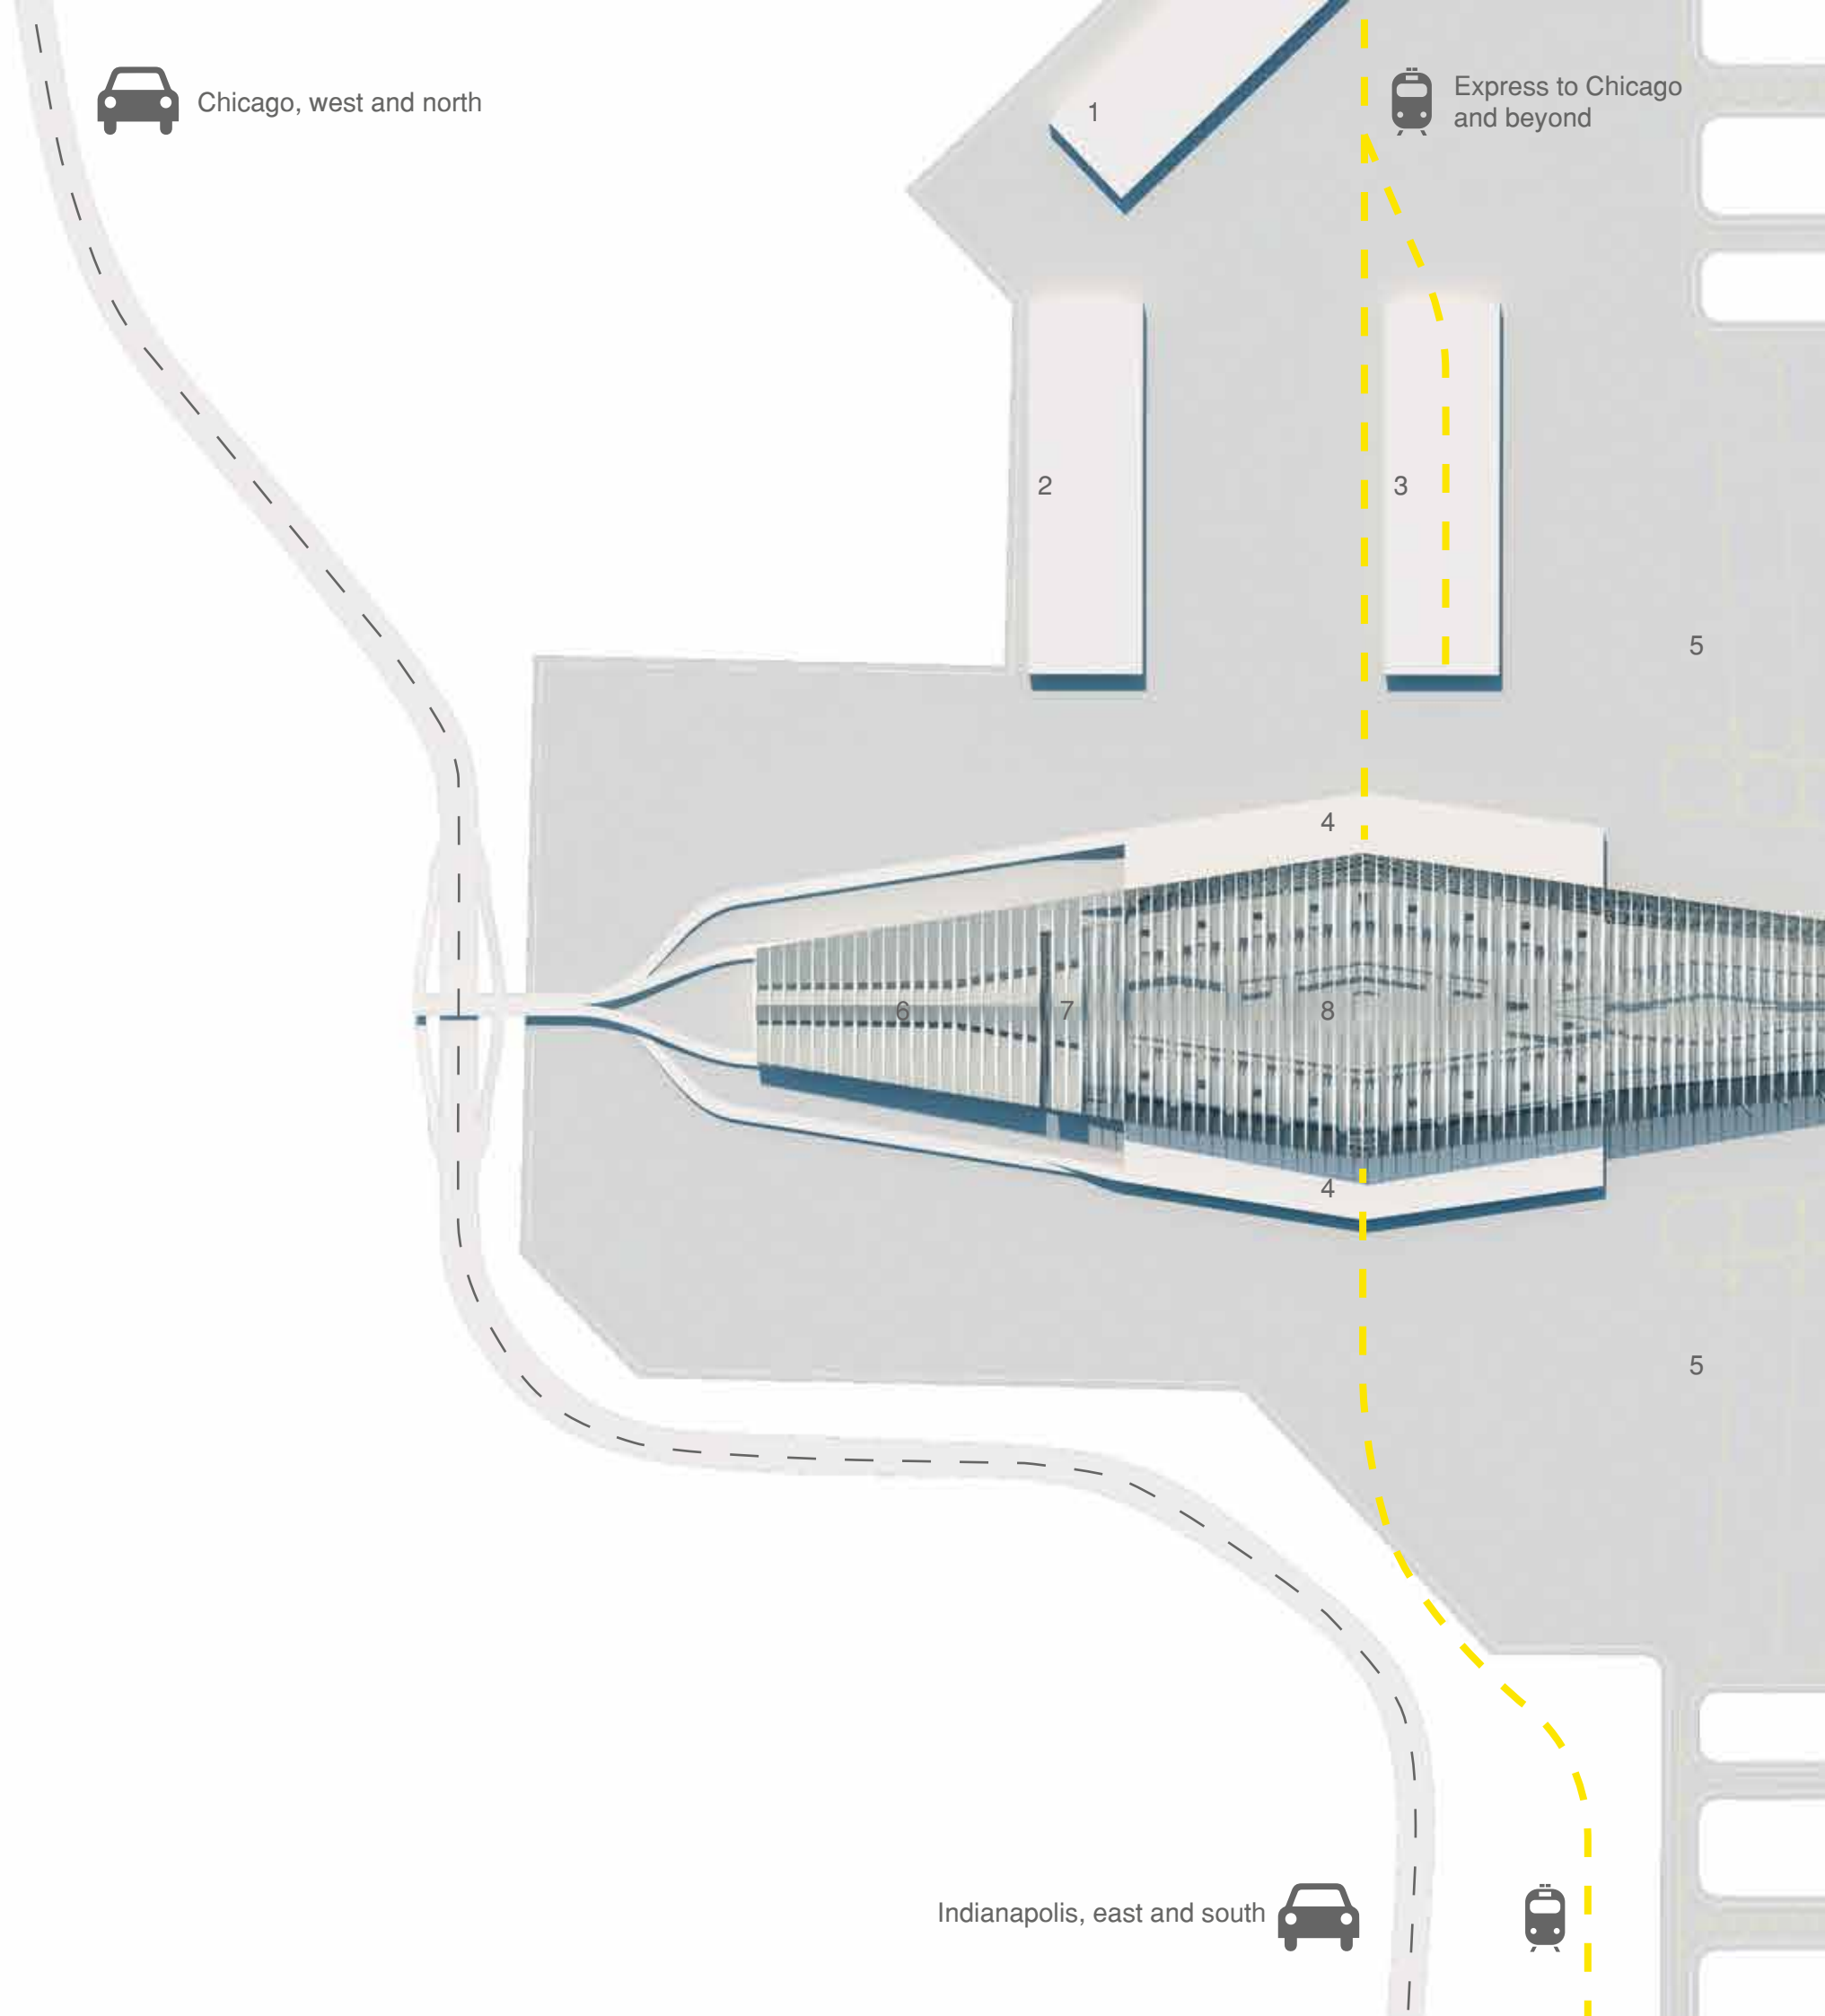 Chicago, west and north
Express to Chicago
and beyond
1
2
3
5
4
6
7
8
4
5
Indianapolis, east and south